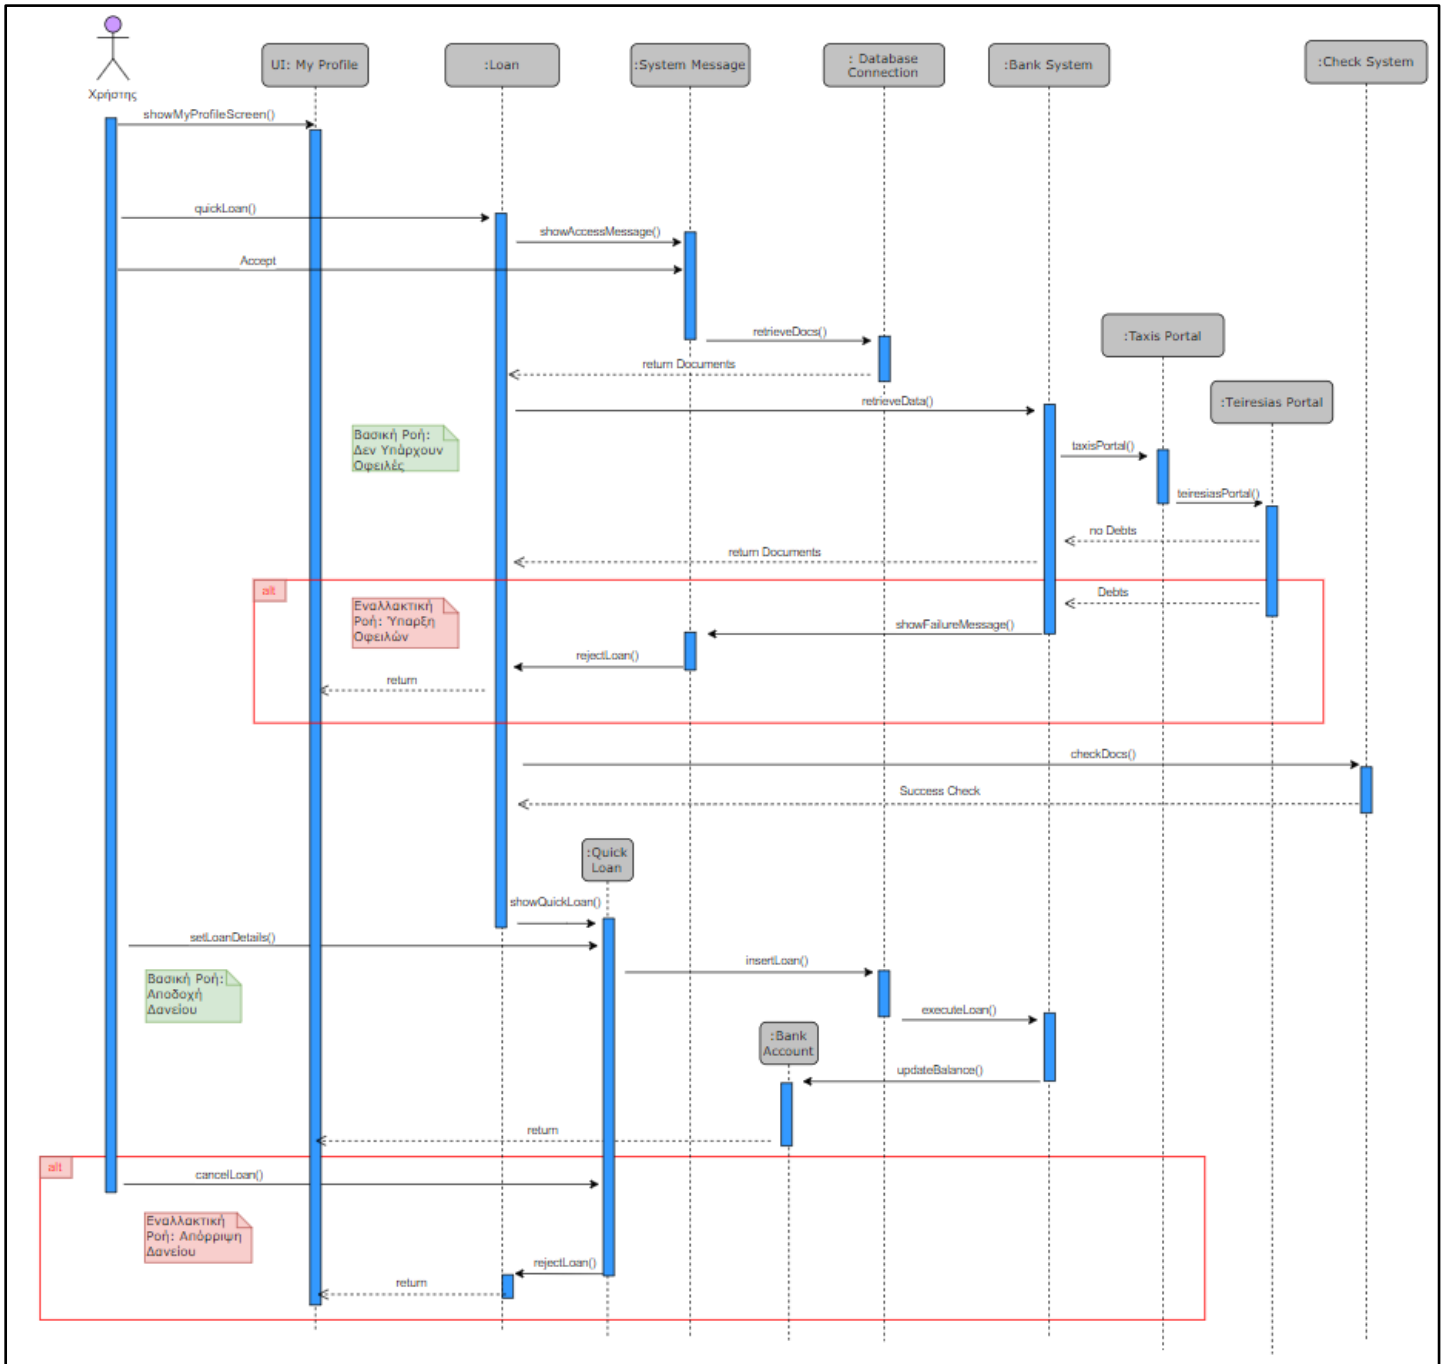 Χρήστης
UI: My Profile
:Loan
:System Message
: Database
Connection
:Bank System
:Check System
showMyProfileScreen()
quickLoan()
showAccessMessage()
Accept
retrieveDocs()
:Taxis Portal
return Documents
retrieveData()
:Teiresias Portal
Βασική Ροή:
Δεν Υπάρχουν
Οφειλές
taxisPortal()
teiresiasPortal()
no Debts
return Documents
alt
Εναλλακτική
Ροή: Ύπαρξη
Οφειλών
Debts
showFailureMessage()
rejectLoan()
return
checkDocs()
Success Check
:Quick
Loan
showQuickLoan()
setLoanDetails()
Βασική Ροή:
Αποδοχή
Δανείου
insertLoan()
executeLoan()
:Bank
Account
updateBalance()
return
alt
cancelLoan()
Εναλλακτική
Ροή: Απόρριψη
Δανείου
rejectLoan()
return